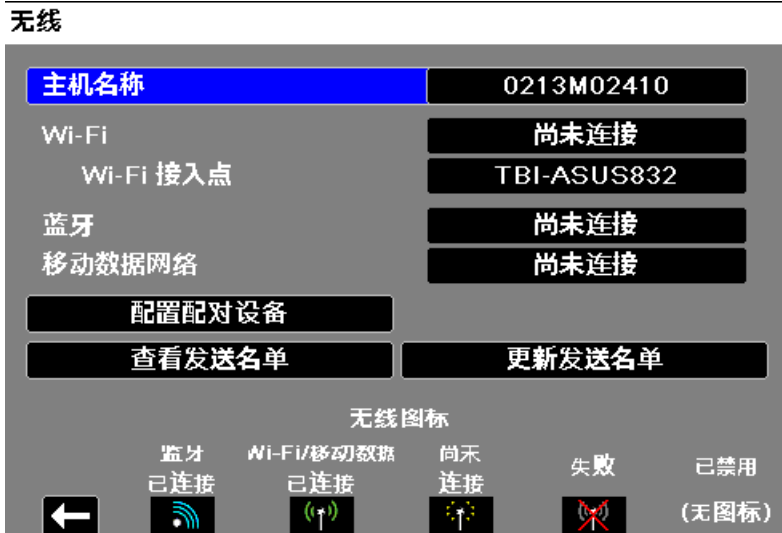 无线
主机名称 0213M02410
Wi-Fi 尚未连接
Wi-Fi 接入点 TBI-ASUS832
蓝牙 尚未连接
移动数据网络 尚未连接
配置配对设备
查看发送名单 更新发送名单
无线图标
蓝牙 Wi-Fi/移动数据 尚未 失败 已禁用
已连接 已连接 连接 (无图标)